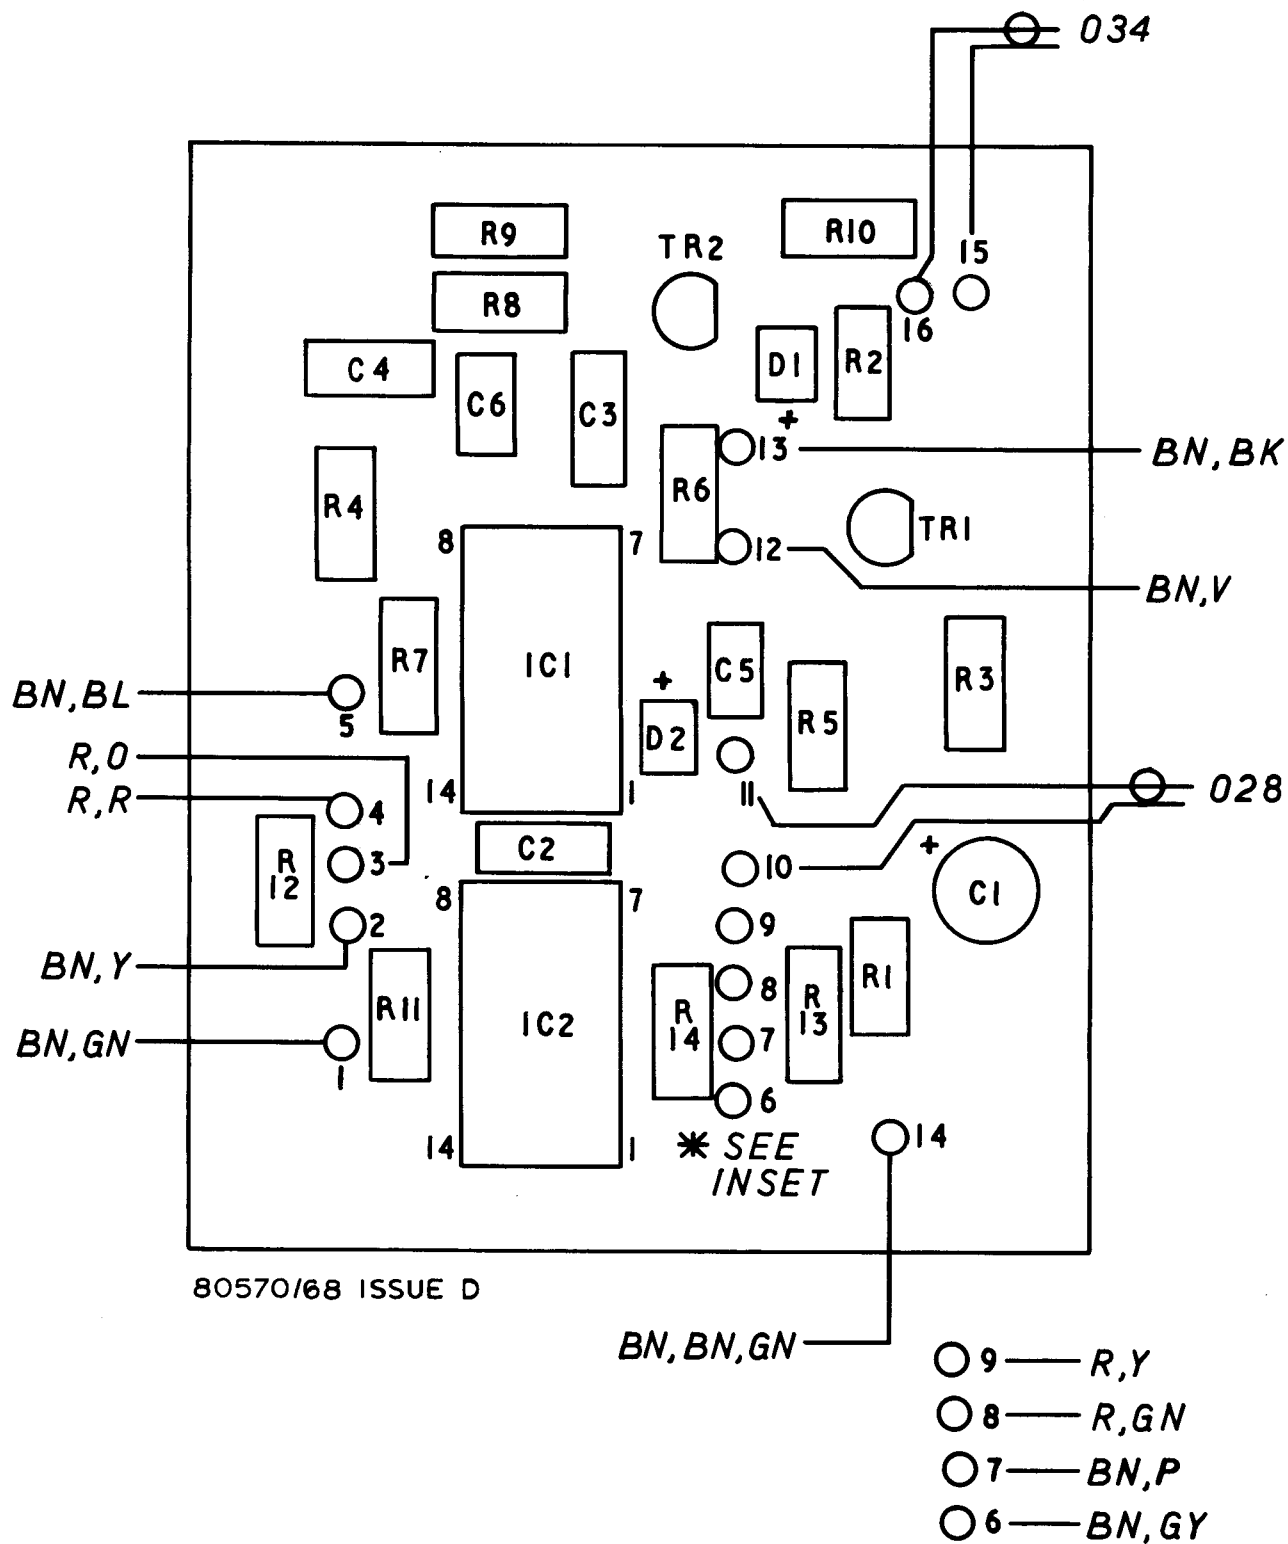 034
R9
TR2
R10
15
R8
16
C4
C6
C3
D1
R2
+
13
BN,BK
R4
R6
8
7
12
TR1
BN,V
R7
IC1
C5
R3
BN,BL
5
+
D2
R5
R,O
R,R
14
1
11
028
4
C2
+
R
12
3
10
C1
8
7
2
9
BN,Y
R11
IC2
R
14
8
R
13
R1
BN,GN
1
7
6
14
1
* SEE
INSET
14
80570/68 ISSUE D
BN,BN,GN
9 R,Y
8 R,GN
7 BN,P
6 BN,GY